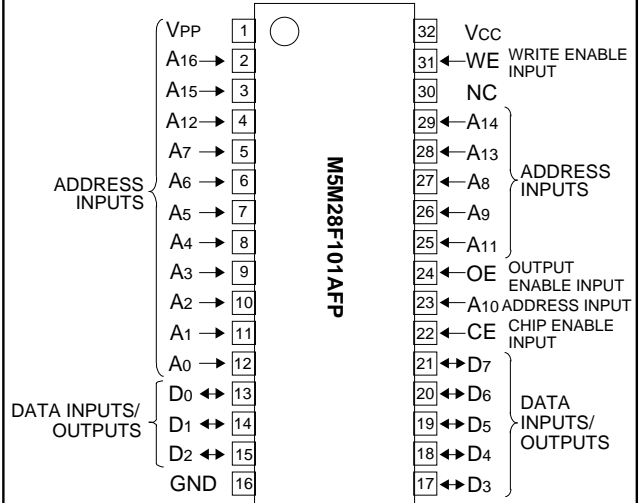 VPP 1
A16 2
A15 3
A12 4
A7 5
A6 6
A5 7
A4 8
A3 9
A2 10
A1 11
A0 12
D0 13
D1 14
D2 15
GND 16
ADDRESS
INPUTS
DATA INPUTS/
OUTPUTS
M5M28F101AFP
32 VCC
31 WE WRITE ENABLE
INPUT
30 NC
29 A14
28 A13
27 A8
26 A9
25 A11
ADDRESS
INPUTS
24 OE OUTPUT
ENABLE INPUT
23 A10 ADDRESS INPUT
22 CE CHIP ENABLE
INPUT
21 D7
20 D6
19 D5
18 D4
17 D3
DATA
INPUTS/
OUTPUTS